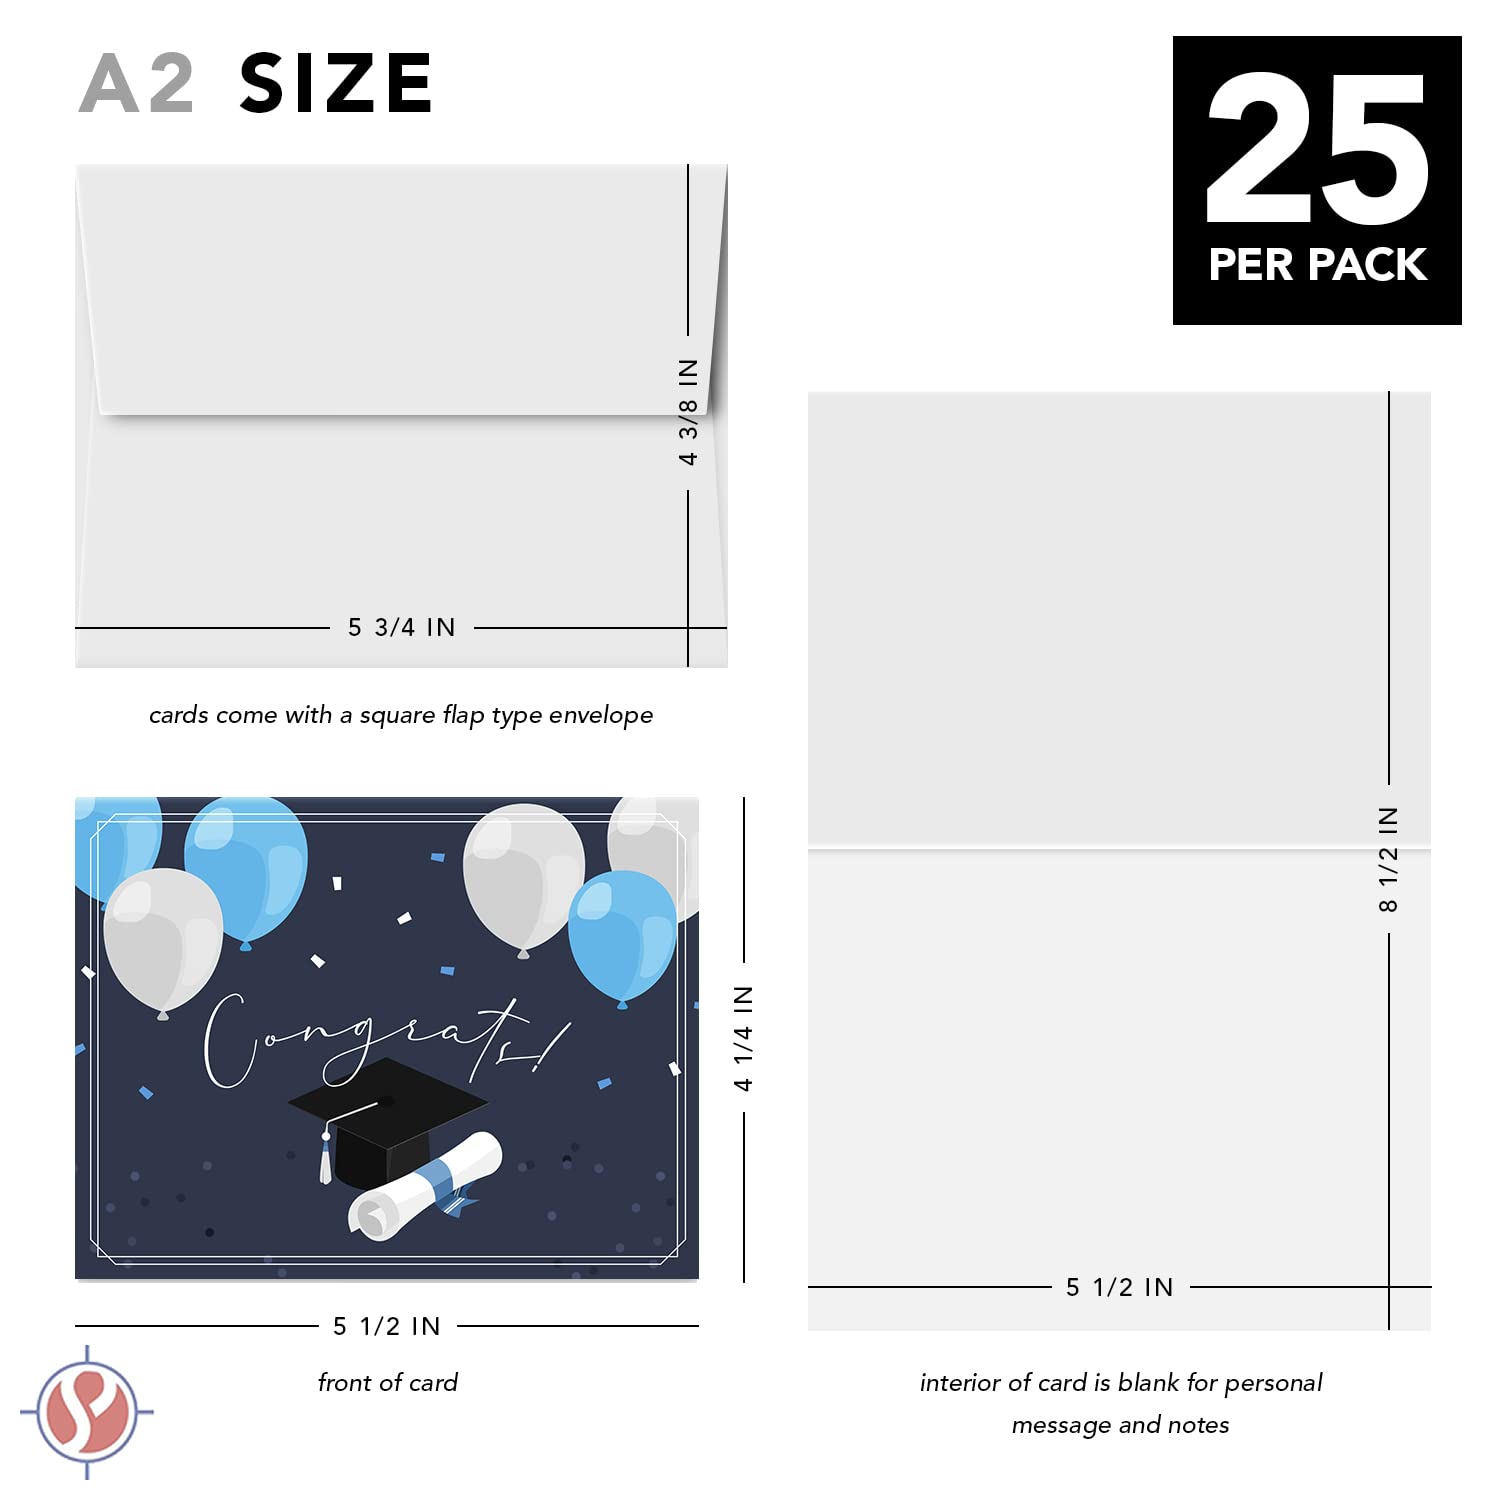 A2 SIZE
25
PER PACK
4 3/8 IN
5 3/4 IN
cards come with a square flap type envelope
Congrats!
4 1/4 IN
5 1/2 IN
front of card
8 1/2 IN
5 1/2 IN
interior of card is blank for personal
message and notes